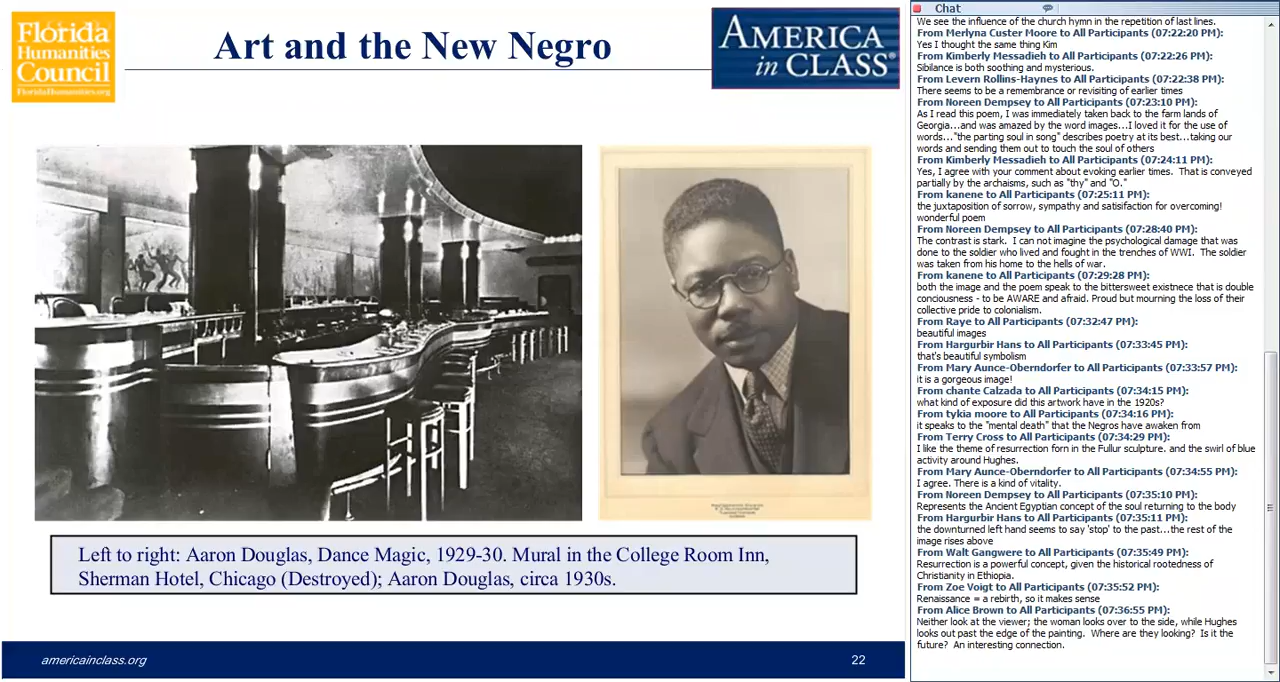 Florida
Humanities
Council
FloridaHumanities.org
Art and the New Negro
AMERICA
in CLASS®
Left to right: Aaron Douglas, Dance Magic, 1929-30. Mural in the College Room Inn,
Sherman Hotel, Chicago (Destroyed); Aaron Douglas, circa 1930s.
americainclass.org
22
Chat
We see the influence of the church hymn in the repetition of last lines.
From Merlyna Custer Moore to All Participants (07:22:20 PM):
Yes I thought the same thing Kim
From Kimberly Messadieh to All Participants (07:22:26 PM):
Sibilance is both soothing and mysterious.
From Levern Rollins-Haynes to All Participants (07:22:38 PM):
There seems to be a remembrance or revisiting of earlier times
From Noreen Dempsey to All Participants (07:23:10 PM):
As I read this poem, I was immediately taken back to the farm lands of
Georgia...and was amazed by the word images...I loved it for the use of
words..."the parting soul in song" describes poetry at its best...taking our
words and sending them out to touch the soul of others
From Kimberly Messadieh to All Participants (07:24:11 PM):
Yes, I agree with your comment about evoking earlier times.  That is conveyed
partially by the archaisms, such as "thy" and "O."
From kanene to All Participants (07:25:11 PM):
the juxtaposition of sorrow, sympathy and satisifaction for overcoming!
wonderful poem
From Noreen Dempsey to All Participants (07:28:40 PM):
The contrast is stark.  I can not imagine the psychological damage that was
done to the soldier who lived and fought in the trenches of WWI.  The soldier
was taken from his home to the hells of war.
From kanene to All Participants (07:29:28 PM):
both the image and the poem speak to the bittersweet existnece that is double
conciousness - to be AWARE and afraid. Proud but mourning the loss of their
collective pride to colonialism.
From Raye to All Participants (07:32:47 PM):
beautiful images
From Hargurbir Hans to All Participants (07:33:45 PM):
that's beautiful symbolism
From Mary Aunce-Oberndorfer to All Participants (07:33:57 PM):
it is a gorgeous image!
From chante Calzada to All Participants (07:34:15 PM):
what kind of exposure did this artwork have in the 1920s?
From tykia moore to All Participants (07:34:16 PM):
it speaks to the "mental death" that the Negros have awaken from
From Terry Cross to All Participants (07:34:29 PM):
I like the theme of resurrection forn in the Fullur sculpture. and the swirl of blue
activity around Hughes.
From Mary Aunce-Oberndorfer to All Participants (07:34:55 PM):
I agree. There is a kind of vitality.
From Noreen Dempsey to All Participants (07:35:10 PM):
Represents the Ancient Egyptian concept of the soul returning to the body
From Hargurbir Hans to All Participants (07:35:11 PM):
the downturned left hand seems to say 'stop' to the past...the rest of the
image rises above
From Walt Gangwere to All Participants (07:35:49 PM):
Resurrection is a powerful concept, given the historical rootedness of
Christianity in Ethiopia.
From Zoe Voigt to All Participants (07:35:52 PM):
Renaissance = a rebirth, so it makes sense
From Alice Brown to All Participants (07:36:55 PM):
Neither look at the viewer; the woman looks over to the side, while Hughes
looks out past the edge of the painting.  Where are they looking?  Is it the
future?  An interesting connection.